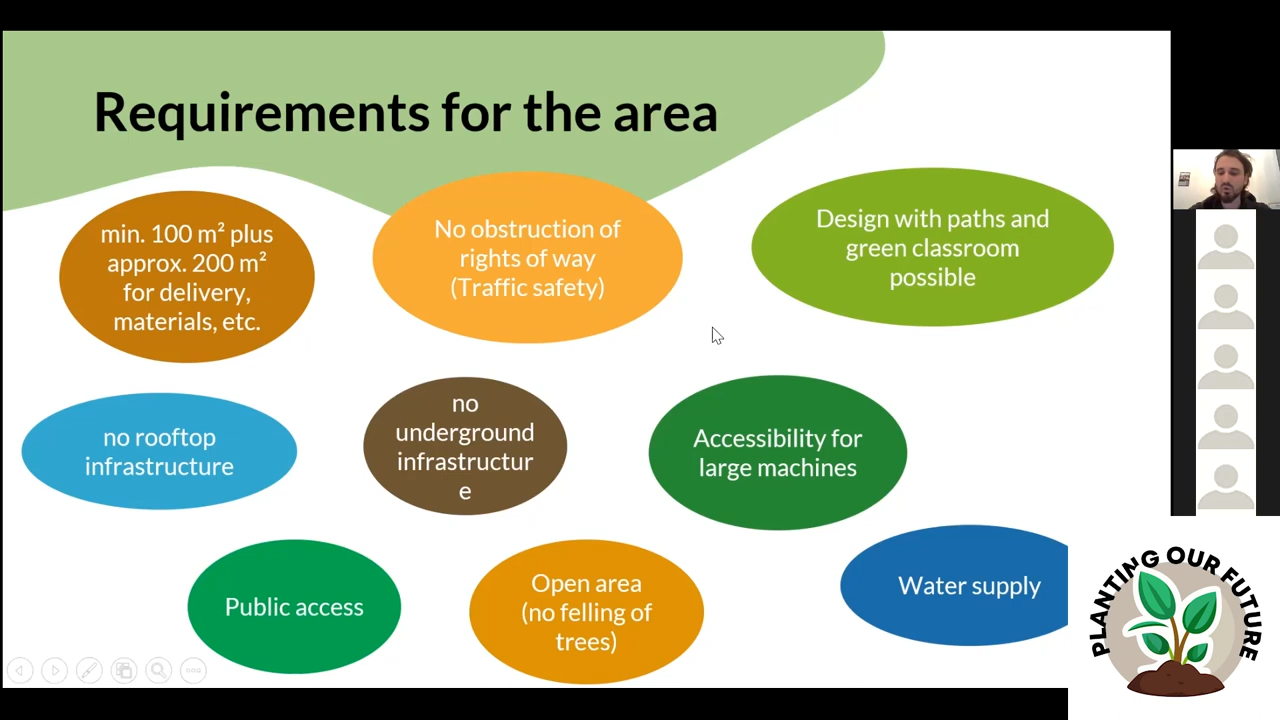 Requirements for the area
min. 100 m² plus
approx. 200 m²
for delivery,
materials, etc.
No obstruction of
rights of way
(Traffic safety)
Design with paths and
green classroom
possible
no rooftop
infrastructure
no
underground
infrastructur
e
Accessibility for
large machines
Public access
Open area
(no felling of
trees)
Water supply
PLANTING OUR FUTURE